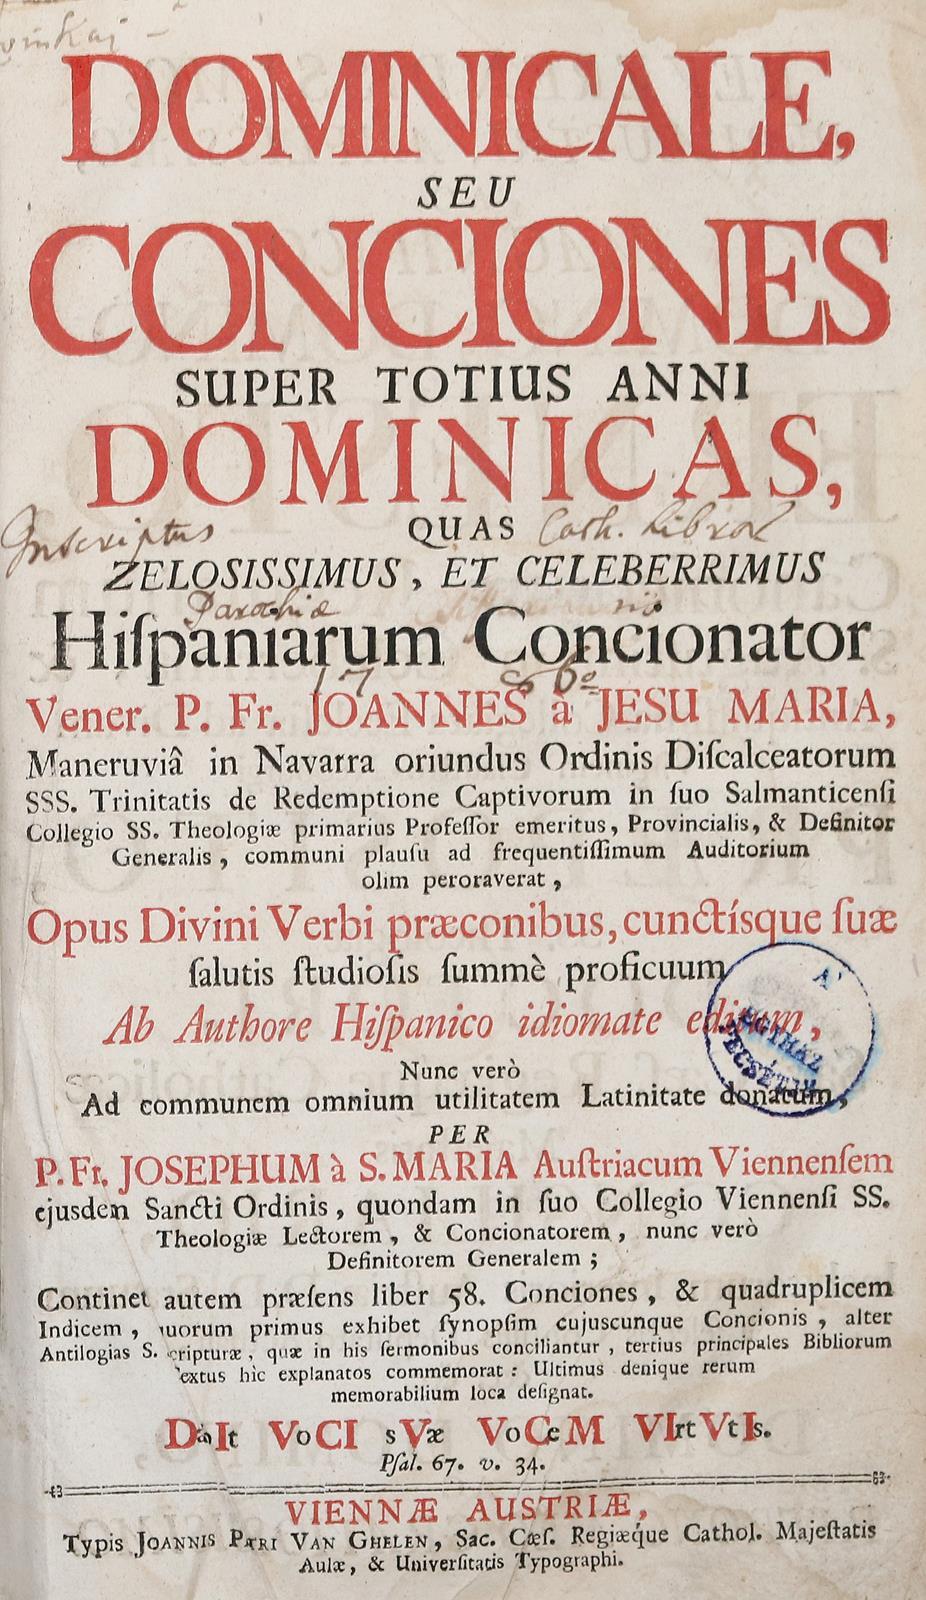 DOMINICALE,
SEU
CONCIONES
SUPER TOTIUS ANNI
DOMINICAS,
Inscriptus QUAS Cath. Libror
ZELOSISSIMUS, ET CELEBERRIMUS
Parochiæ
Hiſpaniarum Concionator
17
Vener. P. Fr. JOANNES à JESU MARIA,
Maneruviâ in Navarra oriundus Ordinis Diſcalceatorum
SSS. Trinitatis de Redemptione Captivorum in ſuo Salmanticenſi
Collegio SS. Theologiæ primarius Profeſſor emeritus, Provincialis, & Definitor
Generalis, communi plauſu ad frequentiſſimum Auditorium
olim peroraverat,
Opus Divini Verbi præconibus, cunctísque ſuæ
ſalutis ſtudioſis ſummè proficuum
Ab Authore Hiſpanico idiomate editum,
Nunc verò
Ad communem omnium utilitatem Latinitate donatum,
PER
P. Fr. JOSEPHUM à S. MARIA Auſtriacum Viennenſem
ejusdem Sancti Ordinis, quondam in ſuo Collegio Viennenſi SS.
Theologiæ Lectorem, & Concionatorem, nunc verò
Definitorem Generalem;
Continet autem præſens liber 58. Conciones, & quadruplicem
Indicem, quorum primus exhibet ſynopſim cujuscunque Concionis, alter
Antilogias S. Scripturæ, quæ in his ſermonibus conciliantur, tertius principales Bibliorum
Textus hìc explanatos commemorat: Ultimus denique rerum
memorabilium loca deſignat.
DabIt VoCI sVæ VoCeM VIrtVtIs.
Pſal. 67. v. 34.
VIENNÆ AUSTRIÆ,
Typis JOANNIS PETRI VAN GHELEN, Sac. Cæſ. Regiæque Cathol. Majeſtatis
Aulæ, & Univerſitatis Typographi.